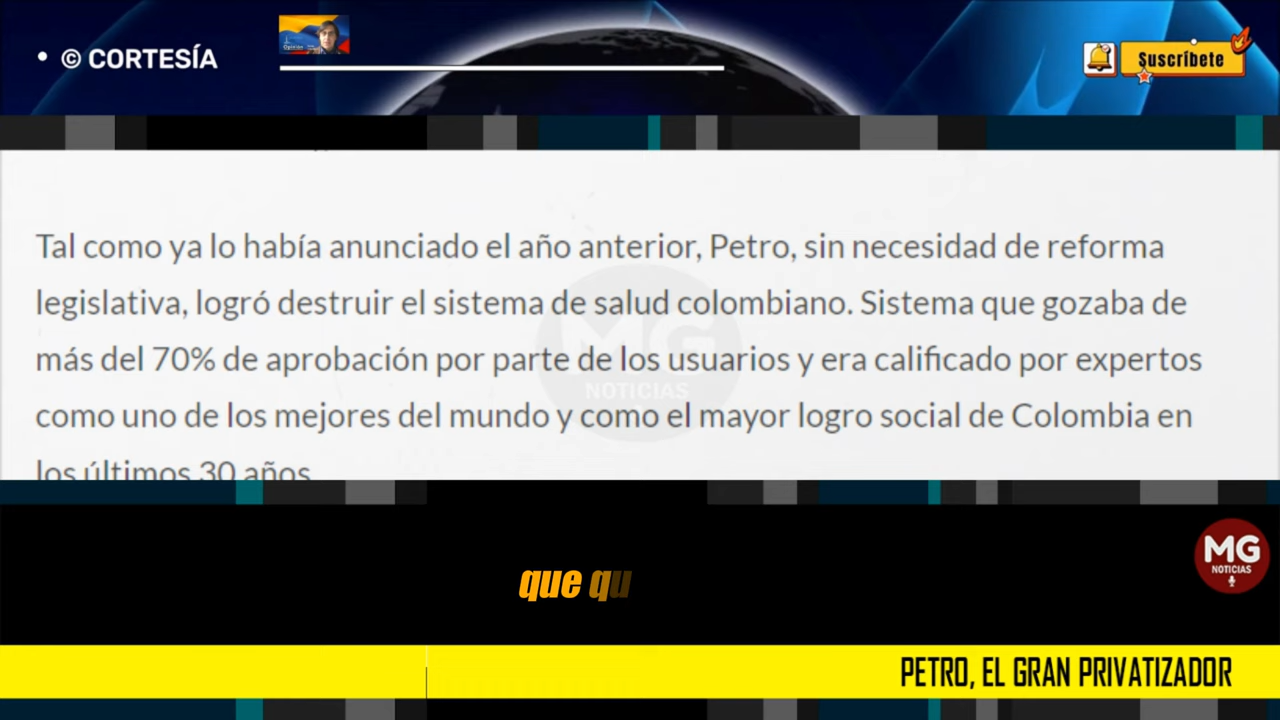 • © CORTESÍA
Opinión
Suscríbete
Tal como ya lo había anunciado el año anterior, Petro, sin necesidad de reforma
legislativa, logró destruir el sistema de salud colombiano. Sistema que gozaba de
más del 70% de aprobación por parte de los usuarios y era calificado por expertos
como uno de los mejores del mundo y como el mayor logro social de Colombia en
los últimos 30 años
MG
NOTICIAS
que qu
MG
NOTICIAS
PETRO, EL GRAN PRIVATIZADOR